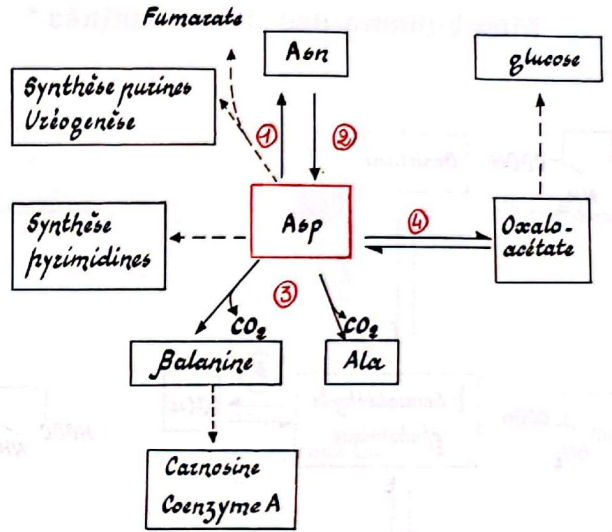 Fumarate
Asn
glucose
Synthèse purines
Uréogenèse
1
2
Synthèse
pyrimidines
Asp
4
Oxalo-
acétate
3
CO2
CO2
βalanine
Ala
Carnosine
Coenzyme A